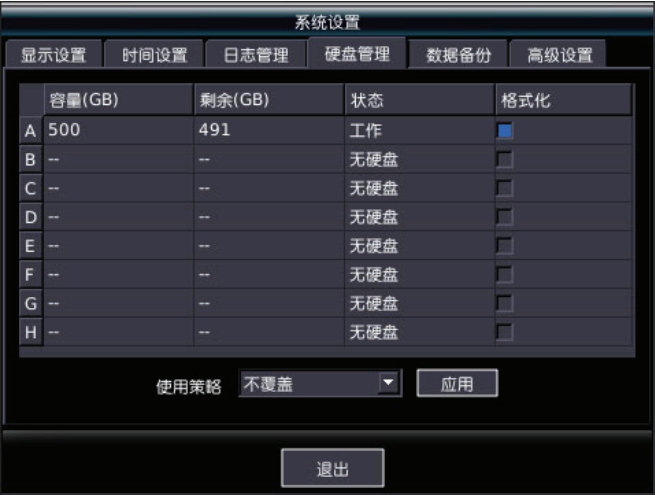 系统设置
显示设置 时间设置 日志管理 硬盘管理 数据备份 高级设置
容量(GB) 剩余(GB) 状态 格式化
A 500 491 工作
B -- -- 无硬盘
C -- -- 无硬盘
D -- -- 无硬盘
E -- -- 无硬盘
F -- -- 无硬盘
G -- -- 无硬盘
H -- -- 无硬盘
使用策略 不覆盖 应用
退出